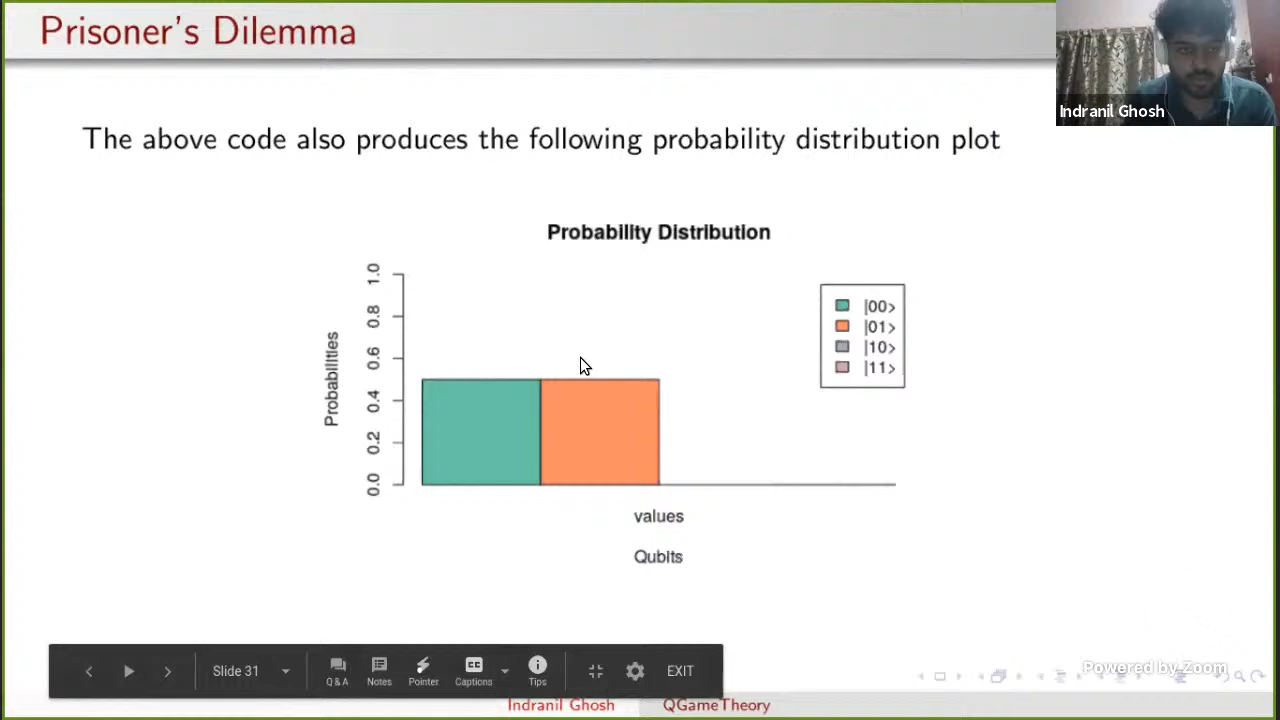 Prisoner's Dilemma
Indranil Ghosh
The above code also produces the following probability distribution plot
Probability Distribution
Probabilities
1.0
0.8
0.6
0.4
0.2
0.0
|00>
|01>
|10>
|11>
values
Qubits
Slide 31
Q&A
Notes
Pointer
CC
Captions
Tips
EXIT
Powered by Zoom
Indranil Ghosh
QGameTheory